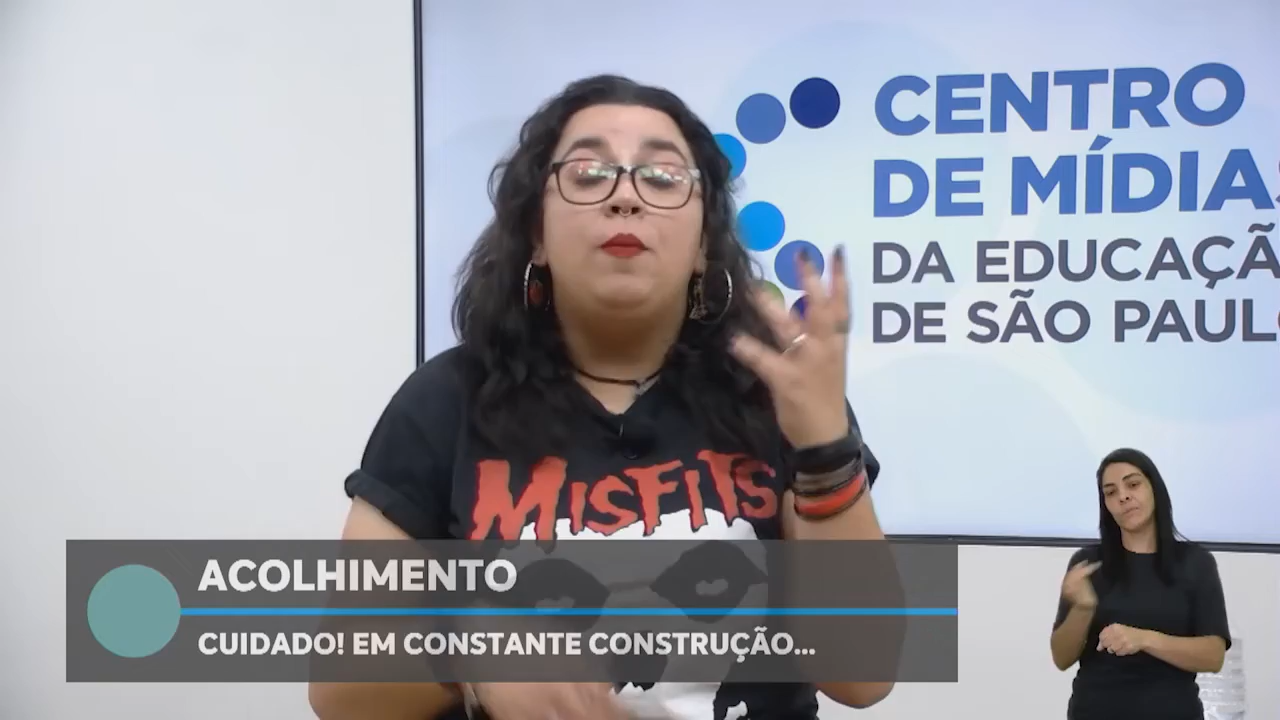 CENTRO
DE MÍDIAS
DA EDUCAÇÃ
DE SÃO PAUL
MISFITS
ACOLHIMENTO
CUIDADO! EM CONSTANTE CONSTRUÇÃO...